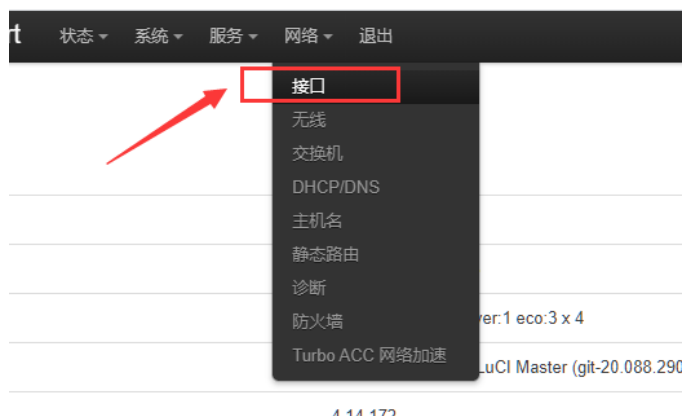 rt 状态 系统 服务 网络 退出
接口
无线
交换机
DHCP/DNS
主机名
静态路由
诊断
防火墙
ver:1 eco:3 x 4
Turbo ACC 网络加速
LuCI Master (git-20.088.290
4.14.172